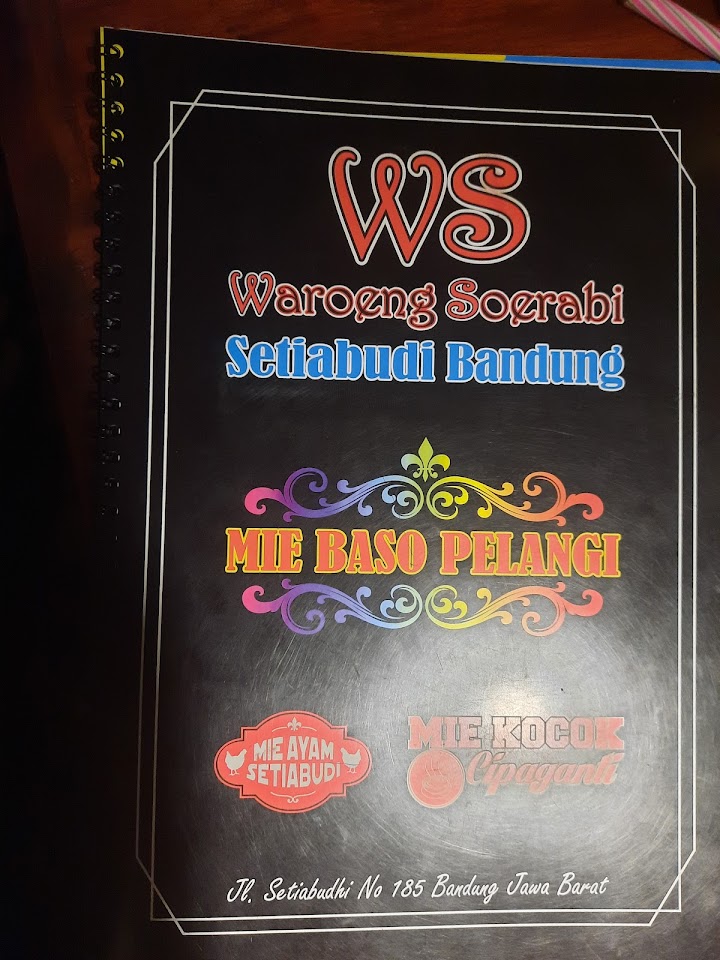 WS
Waroeng Soerabi
Setiabudi Bandung
MIE BASO PELANGI
MIE AYAM
SETIABUDI
MIE KOCOK
Cipaganti
Jl. Setiabudhi No 185 Bandung Jawa Barat